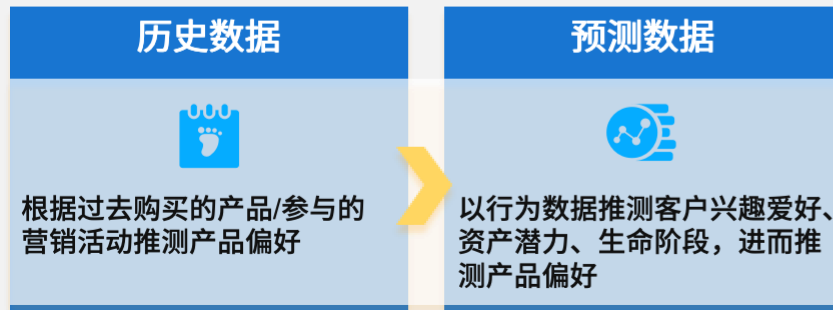 历史数据
根据过去购买的产品/参与的
营销活动推测产品偏好
预测数据
以行为数据推测客户兴趣爱好、
资产潜力、生命阶段，进而推
测产品偏好